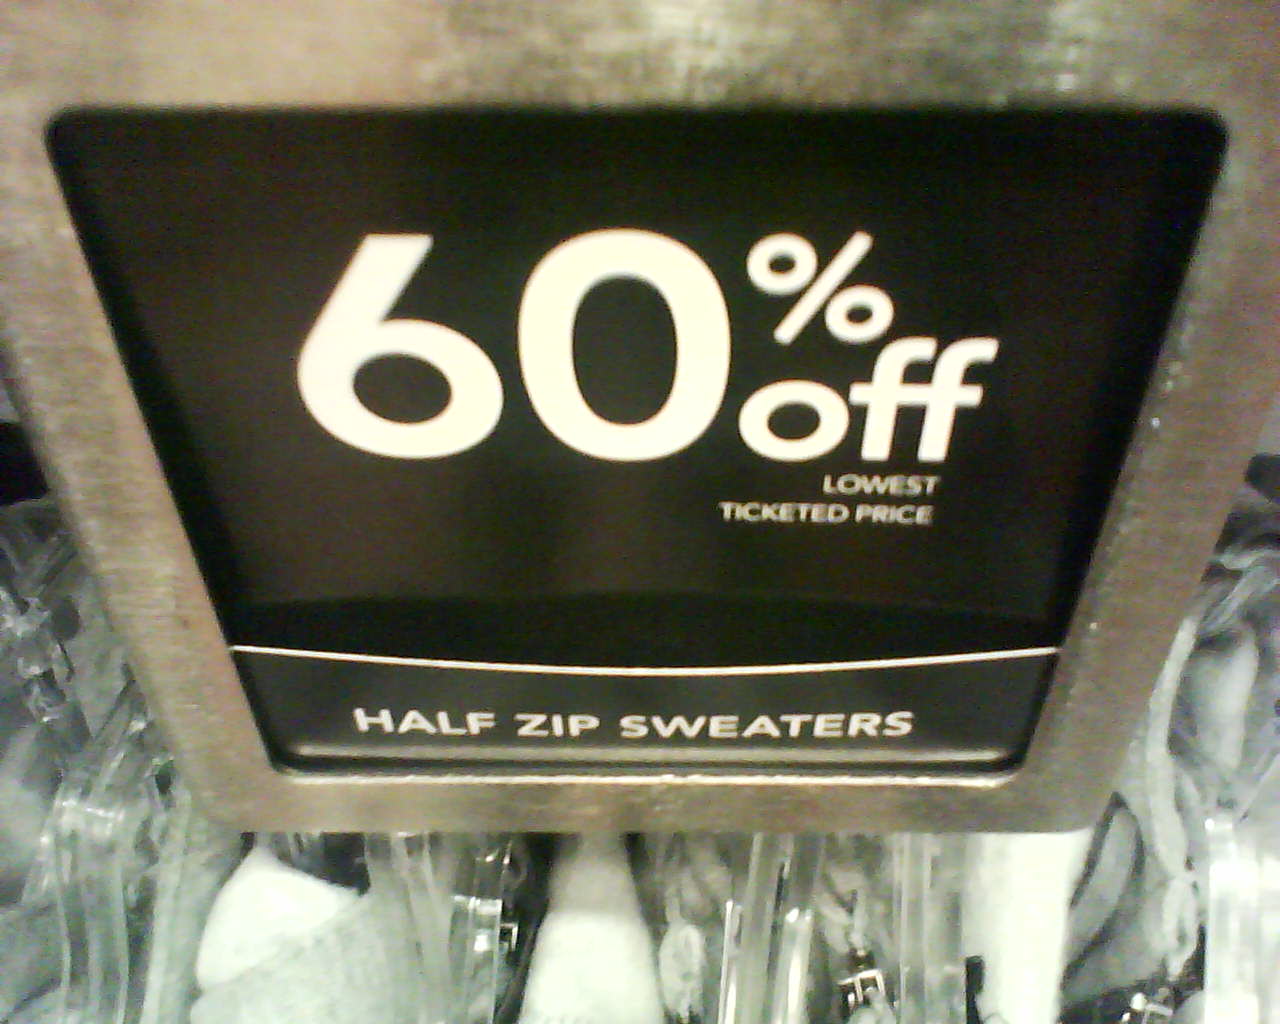 60% off
LOWEST
TICKETED PRICE
HALF ZIP SWEATERS